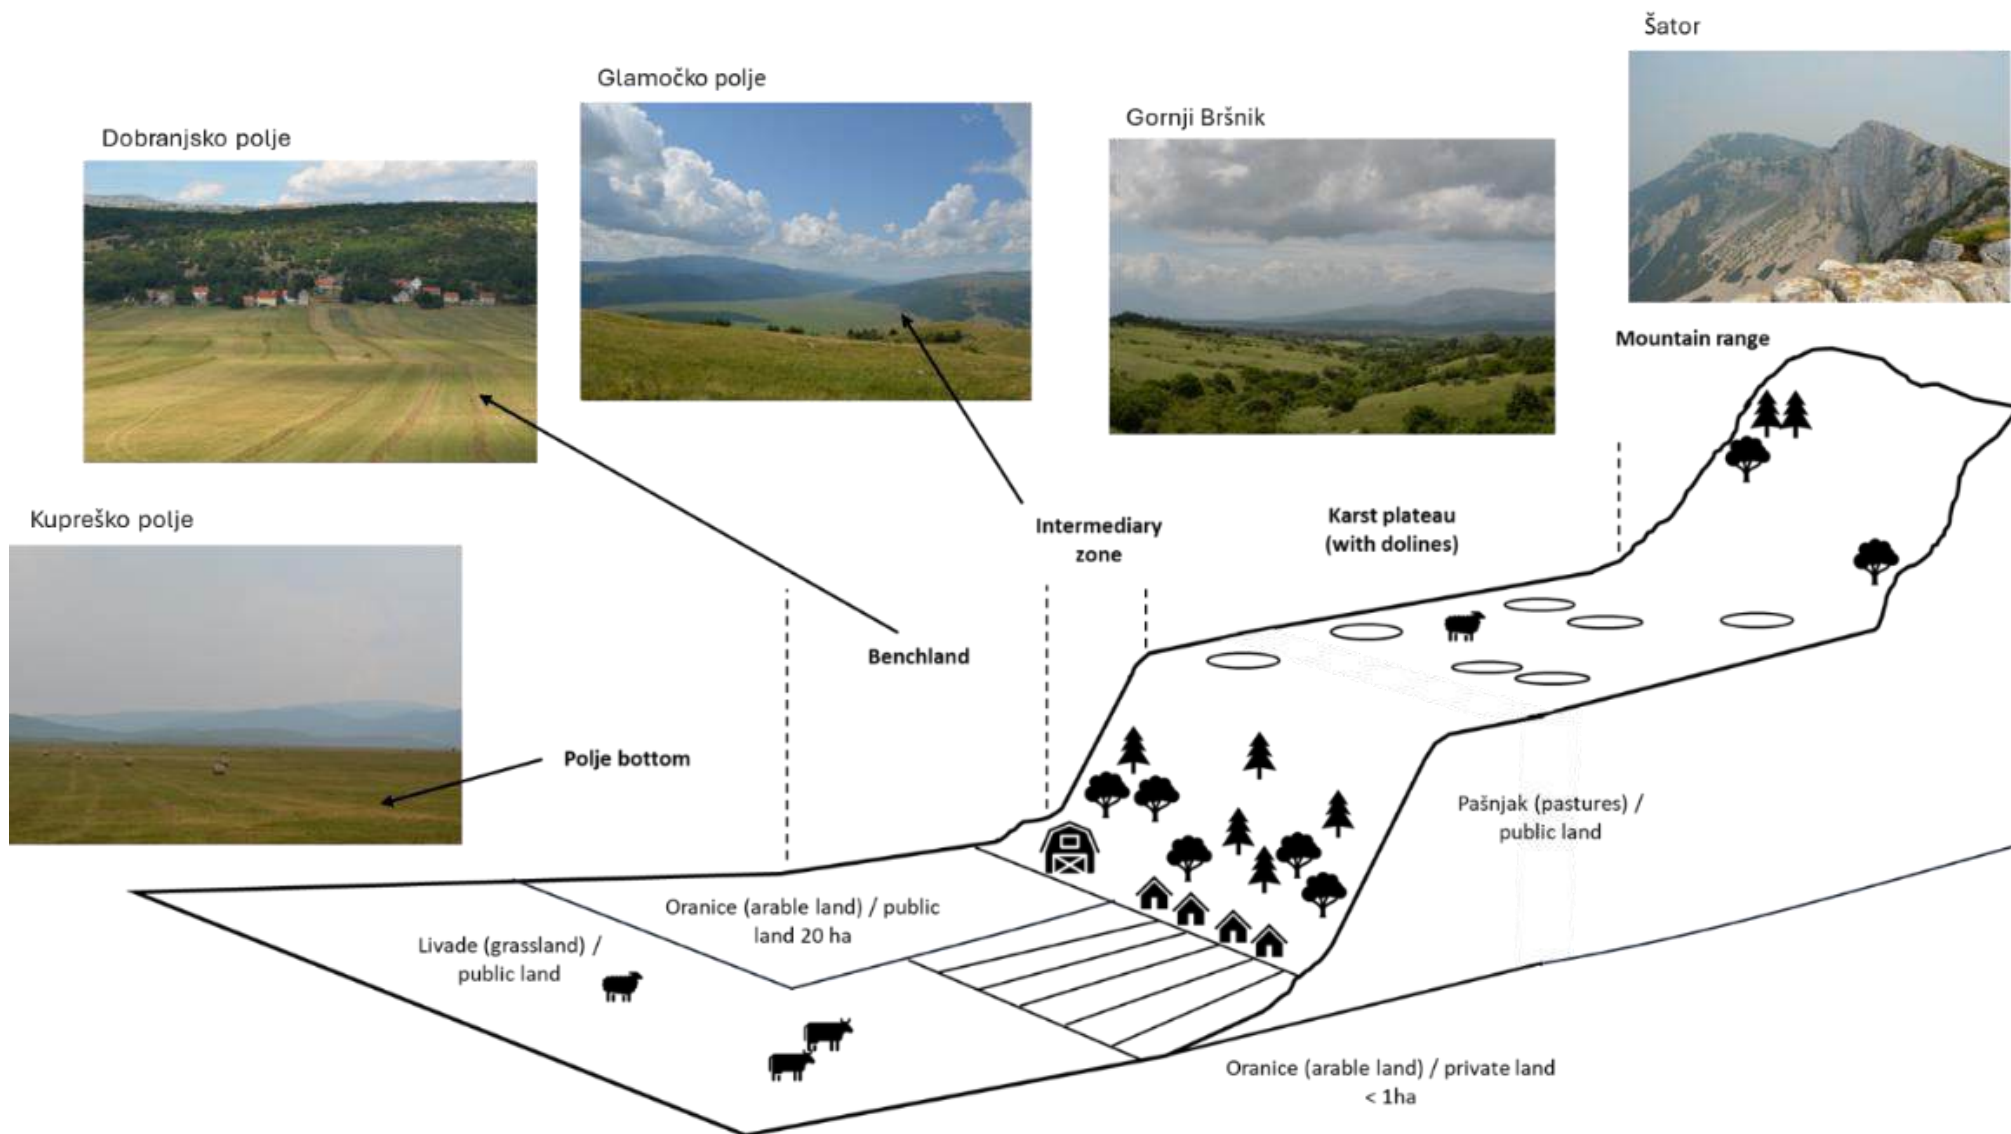 Šator
Glamočko polje
Gornji Bršnik
Dobranjsko polje
Mountain range
Kupreško polje
Intermediary
zone
Karst plateau
(with dolines)
Benchland
Polje bottom
Pašnjak (pastures) /
public land
Oranice (arable land) / public
land 20 ha
Livade (grassland) /
public land
Oranice (arable land) / private land
< 1ha